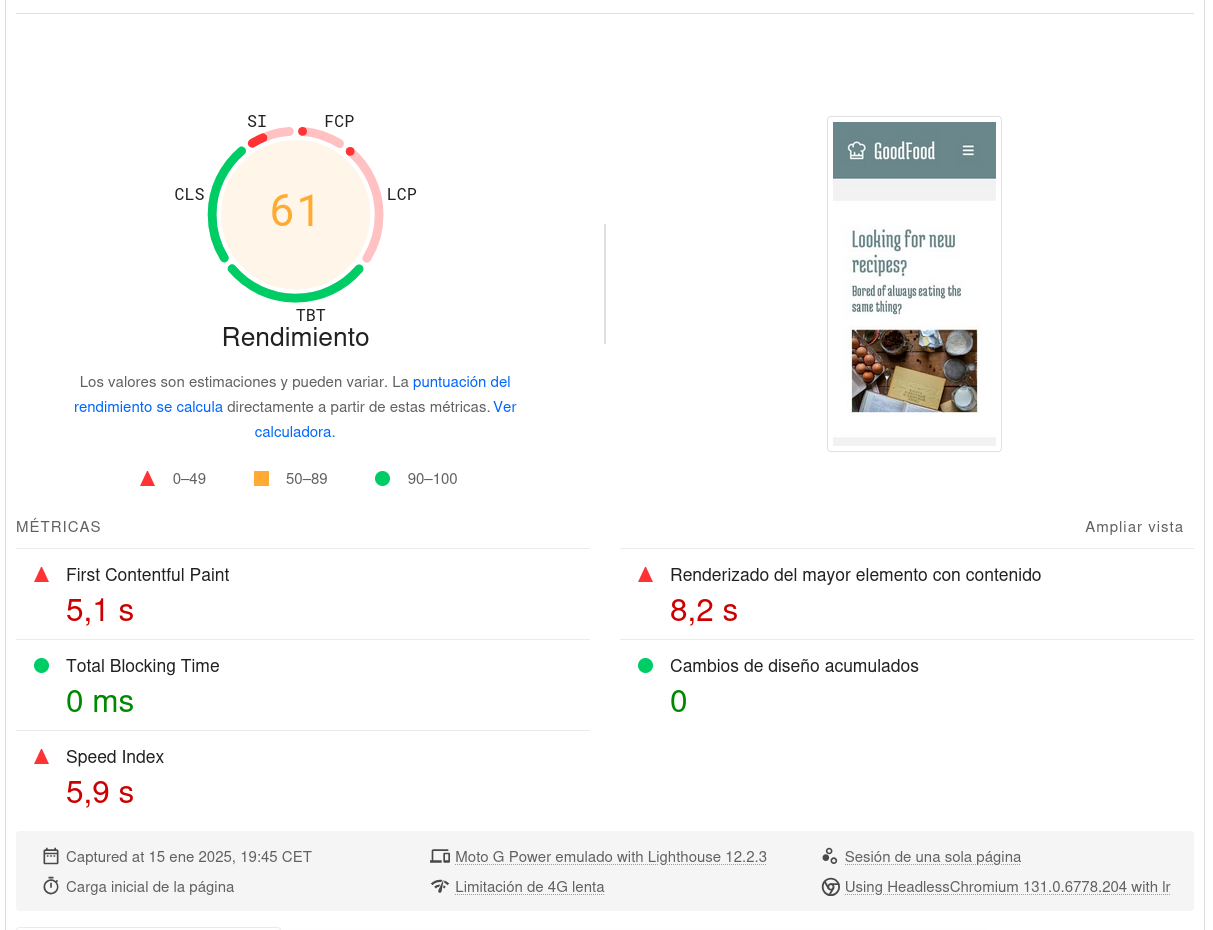 SI
FCP
CLS
LCP
61
TBT
Rendimiento
Los valores son estimaciones y pueden variar. La puntuación del
rendimiento se calcula directamente a partir de estas métricas. Ver
calculadora.
0–49
50–89
90–100
GoodFood
Looking for new
recipes?
Bored of always eating the
same thing?
MÉTRICAS
Ampliar vista
First Contentful Paint
5,1 s
Renderizado del mayor elemento con contenido
8,2 s
Total Blocking Time
0 ms
Cambios de diseño acumulados
0
Speed Index
5,9 s
Captured at 15 ene 2025, 19:45 CET
Moto G Power emulado with Lighthouse 12.2.3
Sesión de una sola página
Carga inicial de la página
Limitación de 4G lenta
Using HeadlessChromium 131.0.6778.204 with lr